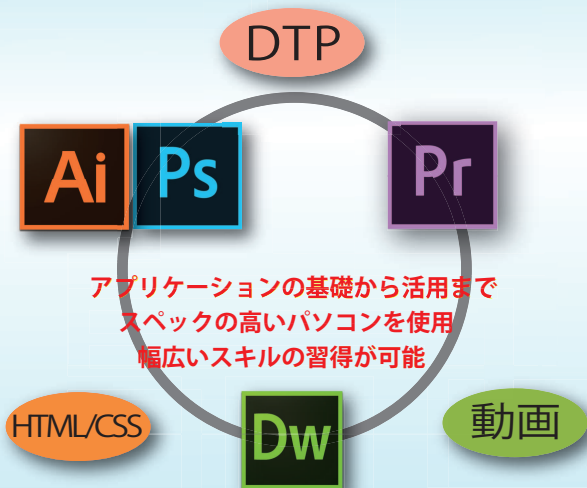 DTP
Ai
Ps
Pr
アプリケーションの基礎から活用まで
スペックの高いパソコンを使用
幅広いスキルの習得が可能
HTML/CSS
Dw
動画